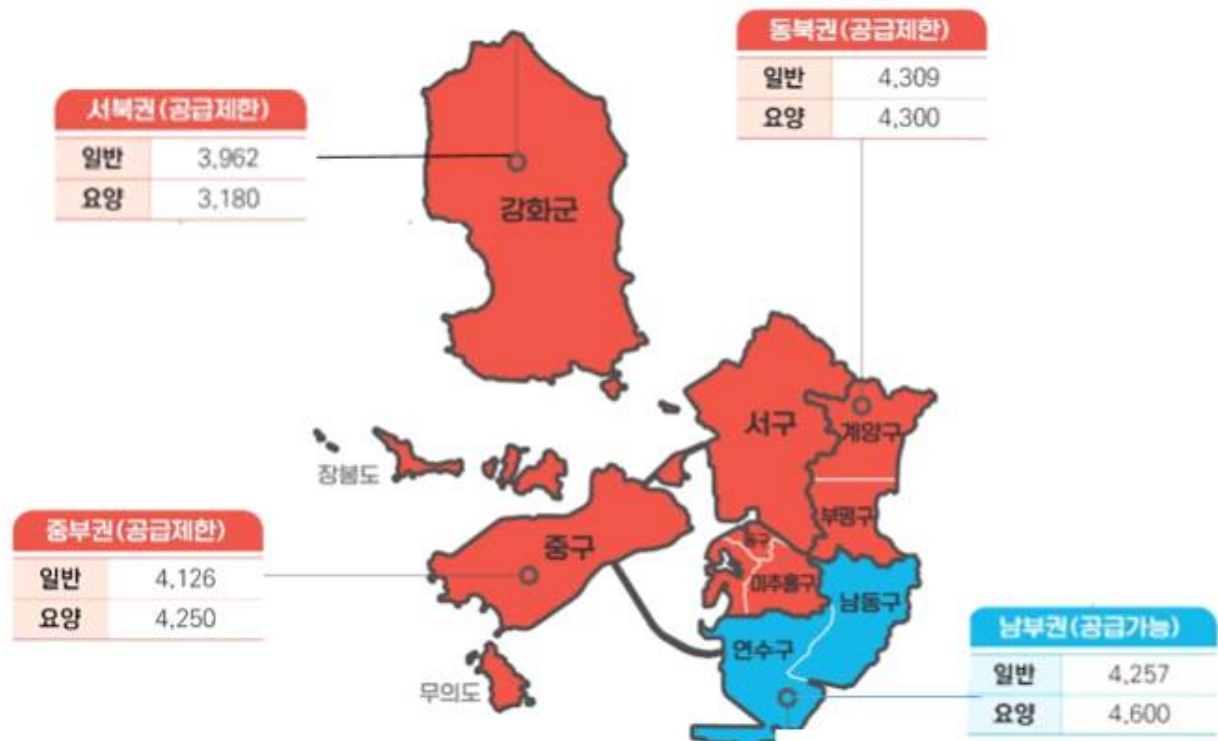 동북권(공급제한)
일반 4,309
요양 4,300
서북권(공급제한)
일반 3,962
요양 3,180
강화군
서구
계양구
장봉도
부평구
중부권(공급제한)
일반 4,126
요양 4,250
중구
동구
미추홀구
남동구
연수구
무의도
남부권(공급가능)
일반 4,257
요양 4,600